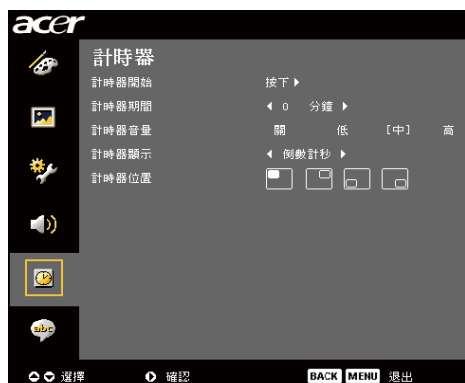 acer
計時器
計時器開始 按下
計時器期間 0 分鐘
計時器音量 關 低 [中] 高
計時器顯示 倒數計秒
計時器位置
abc
選擇 確認 BACK MENU 退出